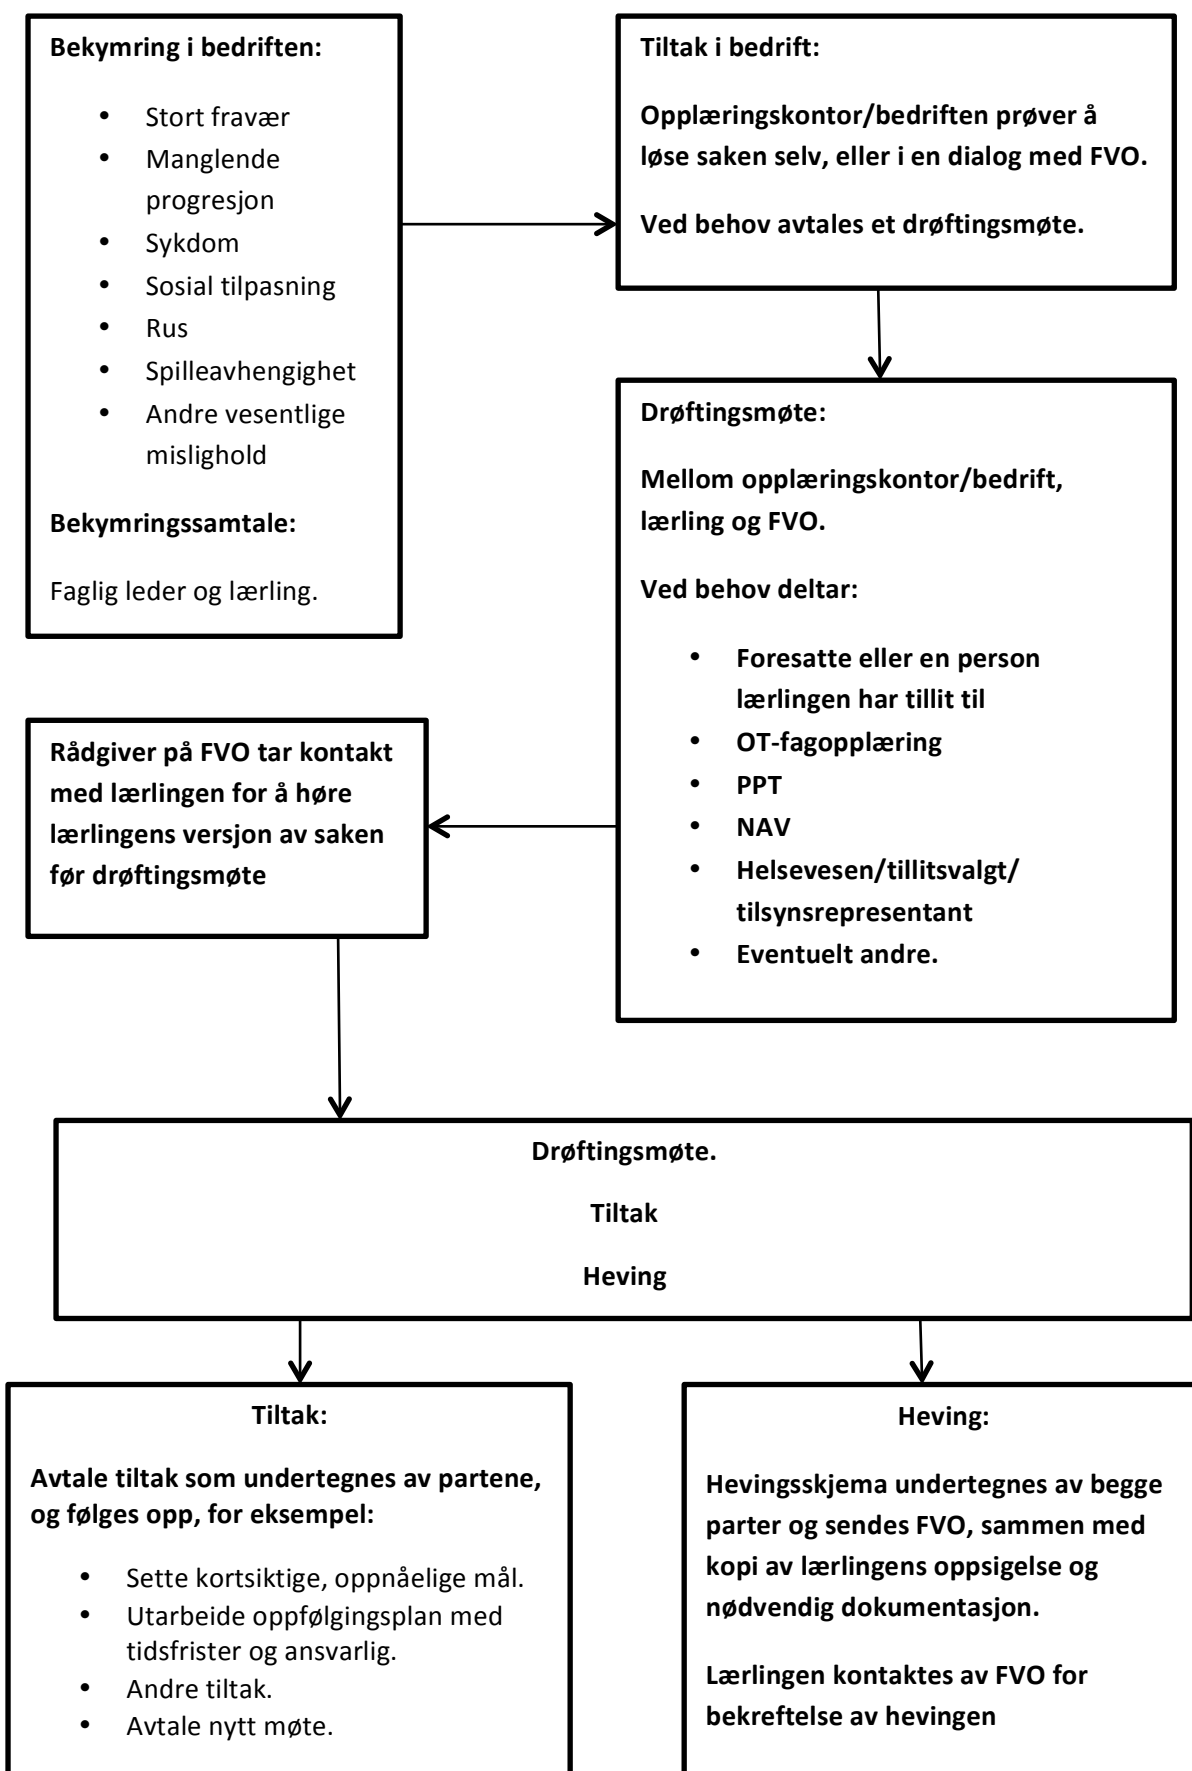 Bekymring i bedriften:
• Stort fravær
• Manglende
progresjon
• Sykdom
• Sosial tilpasning
• Rus
• Spilleavhengighet
• Andre vesentlige
mislighold
Bekymringssamtale:
Faglig leder og lærling.
Tiltak i bedrift:
Opplæringskontor/bedriften prøver å
løse saken selv, eller i en dialog med FVO.
Ved behov avtales et drøftingsmøte.
Drøftingsmøte:
Mellom opplæringskontor/bedrift,
lærling og FVO.
Ved behov deltar:
• Foresatte eller en person
lærlingen har tillit til
• OT-fagopplæring
• PPT
• NAV
• Helsevesen/tillitsvalgt/
tilsynsrepresentant
• Eventuelt andre.
Rådgiver på FVO tar kontakt
med lærlingen for å høre
lærlingens versjon av saken
før drøftingsmøte
Drøftingsmøte.
Tiltak
Heving
Tiltak:
Avtale tiltak som undertegnes av partene,
og følges opp, for eksempel:
• Sette kortsiktige, oppnåelige mål.
• Utarbeide oppfølgingsplan med
tidsfrister og ansvarlig.
• Andre tiltak.
• Avtale nytt møte.
Heving:
Hevingsskjema undertegnes av begge
parter og sendes FVO, sammen med
kopi av lærlingens oppsigelse og
nødvendig dokumentasjon.
Lærlingen kontaktes av FVO for
bekreftelse av hevingen